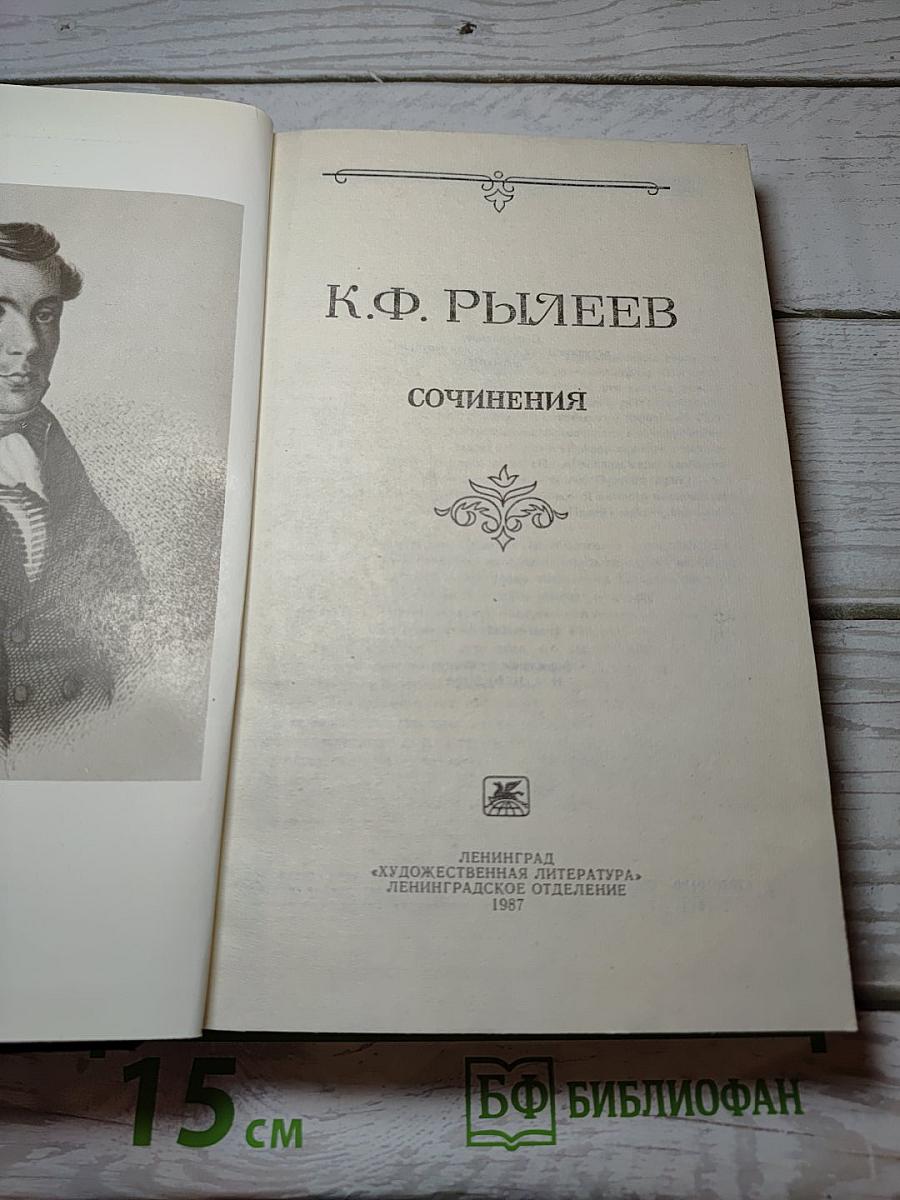 К.Ф. РЫЛЕЕВ
СОЧИНЕНИЯ
ЛЕНИНГРАД
«ХУДОЖЕСТВЕННАЯ ЛИТЕРАТУРА»
ЛЕНИНГРАДСКОЕ ОТДЕЛЕНИЕ
1987
15 см
БФ БИБЛИОФАН